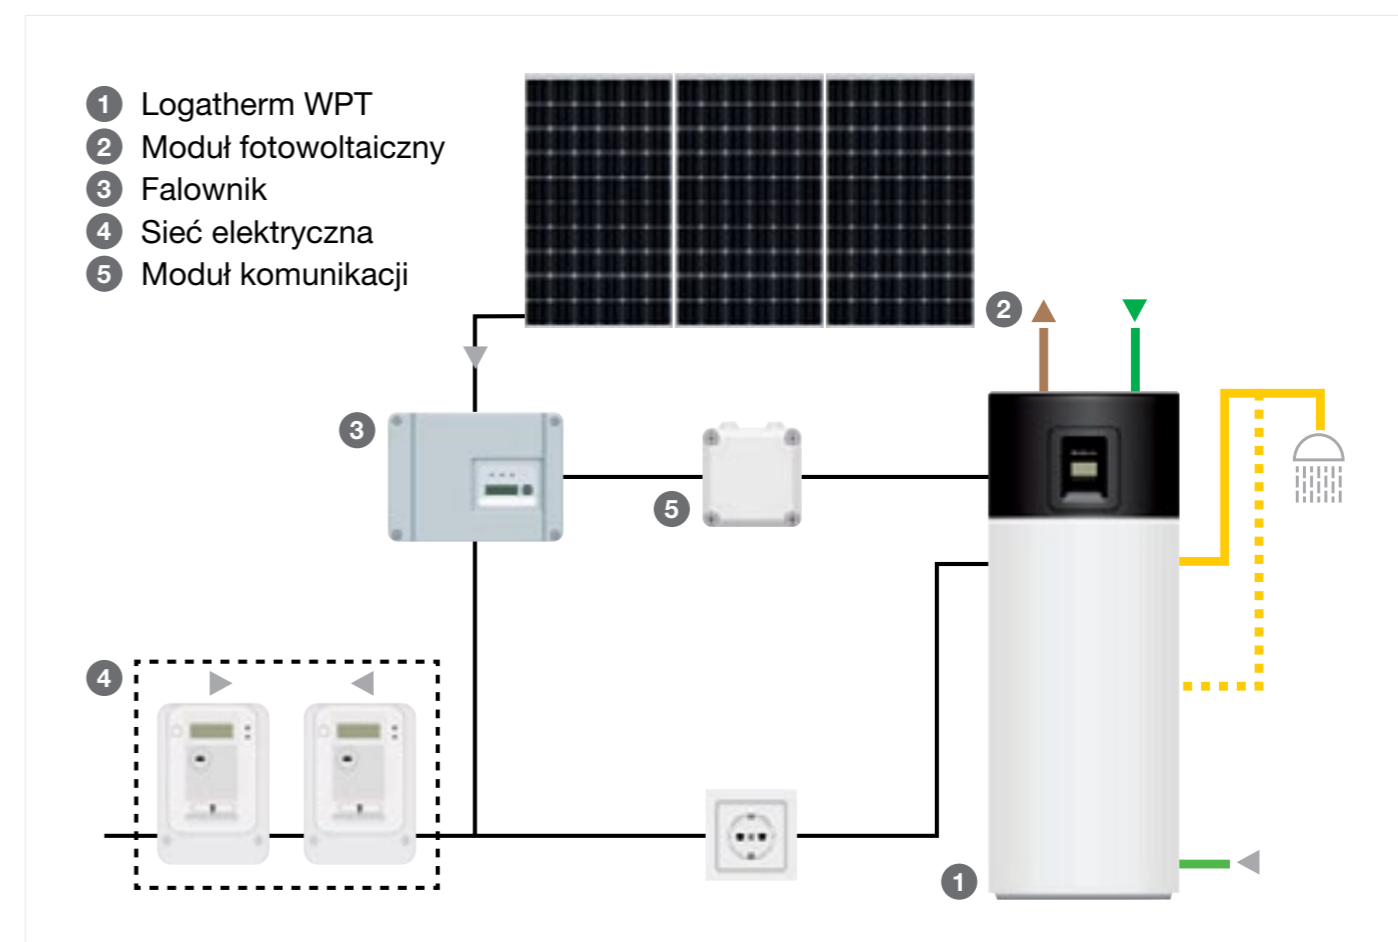 1 Logatherm WPT
2 Moduł fotowoltaiczny
3 Falownik
4 Sieć elektryczna
5 Moduł komunikacji
2
3
5
4
1